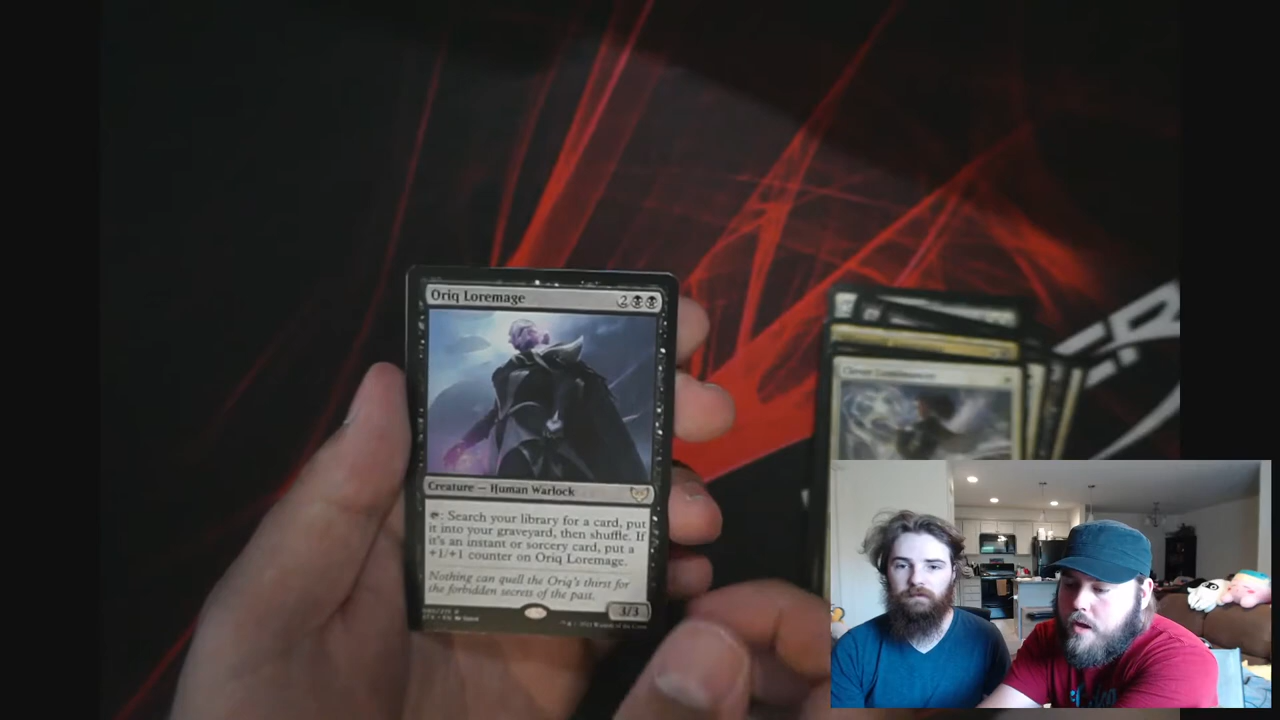 Oriq Loremage 2
Creature — Human Warlock
: Search your library for a card, put
it into your graveyard, then shuffle. If
it's an instant or sorcery card, put a
+1/+1 counter on Oriq Loremage.
Nothing can quell the Oriq's thirst for
the forbidden secrets of the past.
3/3